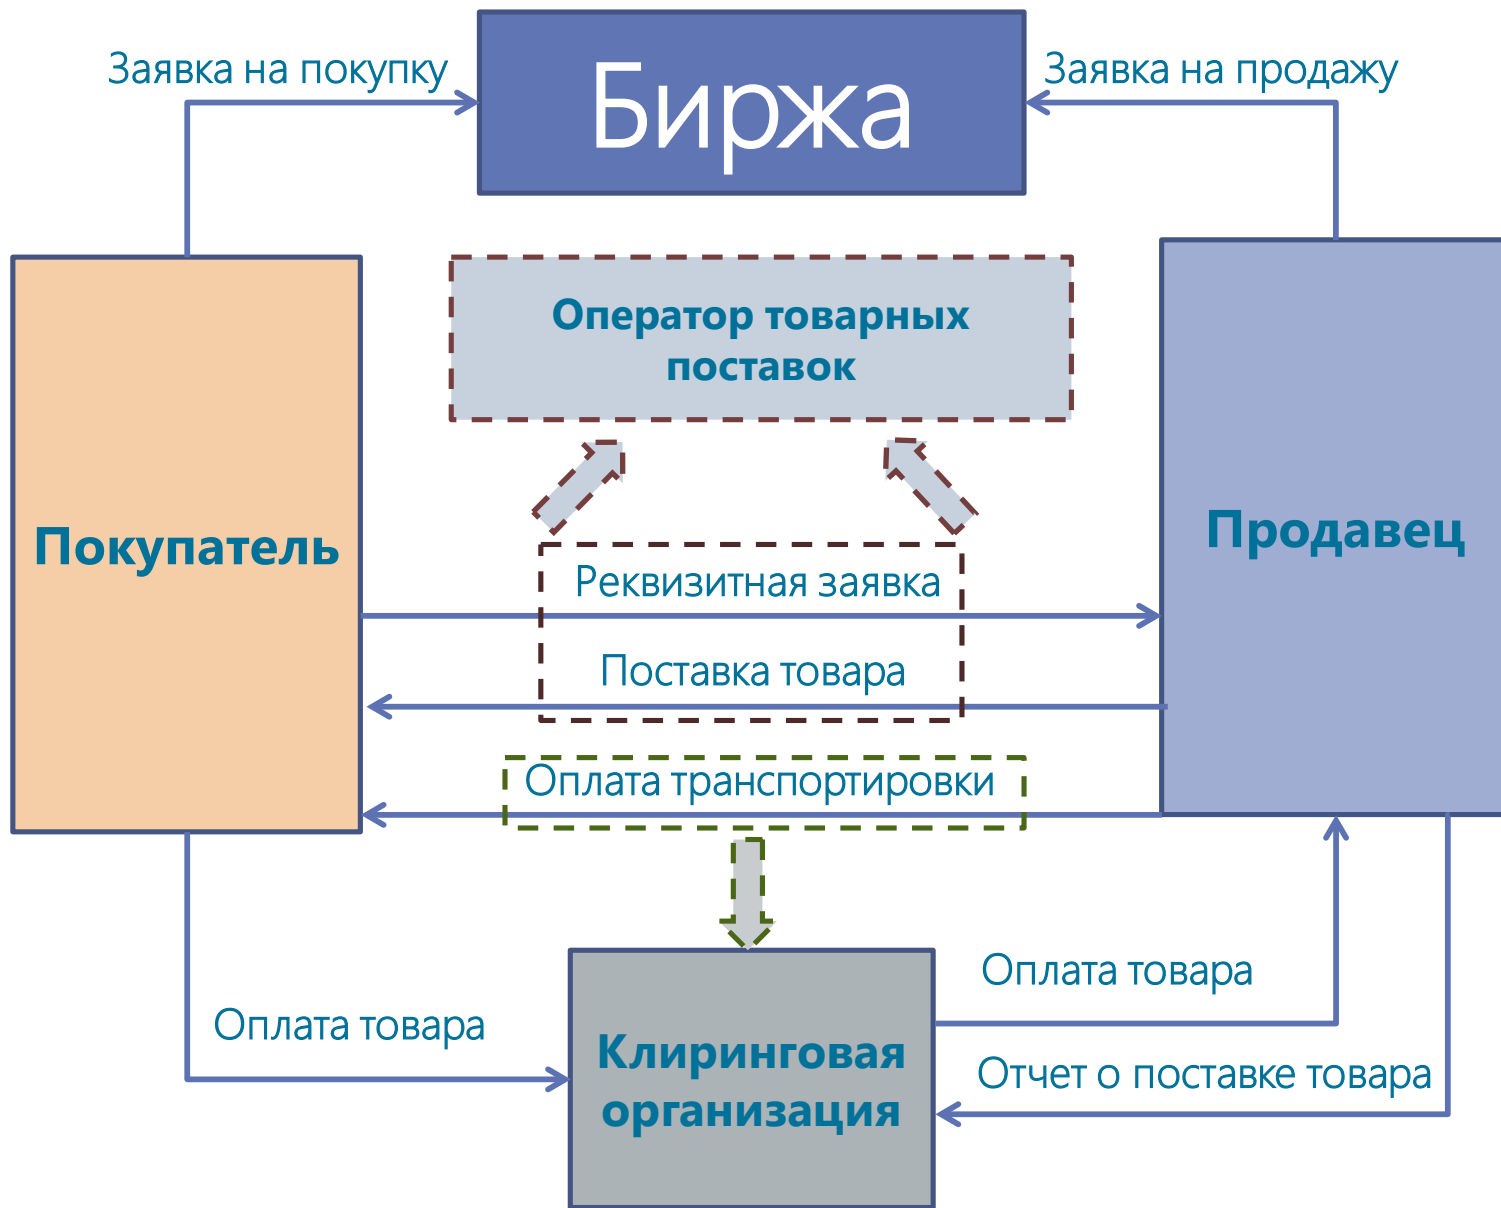 Заявка на покупку
Биржа
Заявка на продажу
Оператор товарных
поставок
Покупатель
Продавец
Реквизитная заявка
Поставка товара
Оплата транспортировки
Оплата товара
Клиринговая
организация
Оплата товара
Отчет о поставке товара